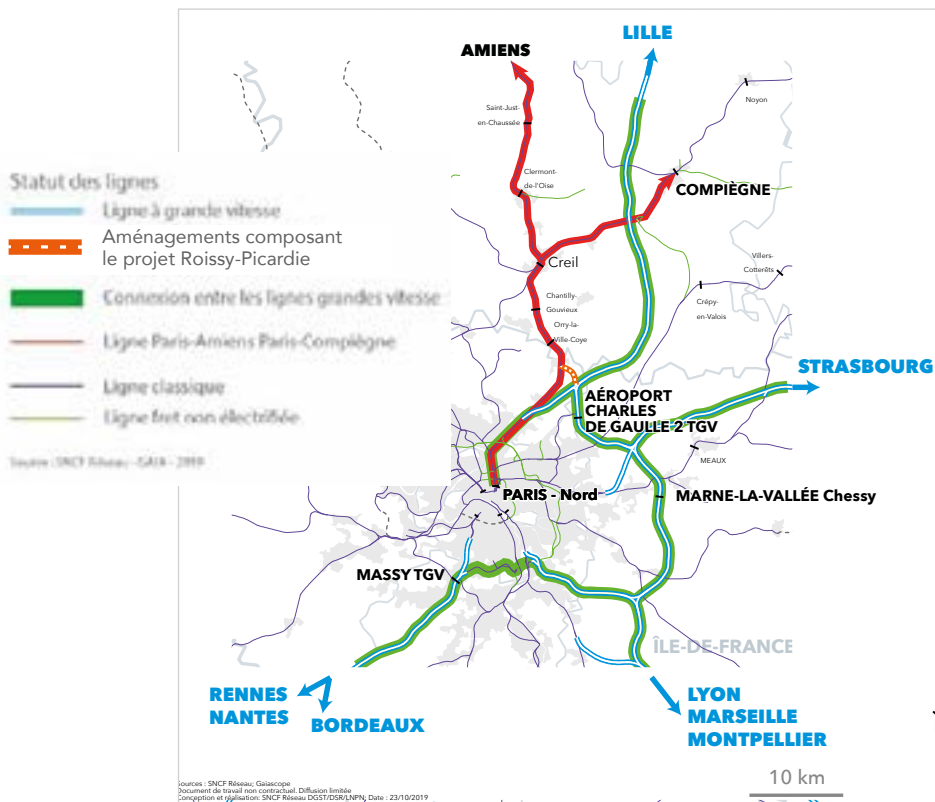 LILLE
AMIENS
Saint-Just-
en-Chaussée
Noyon
Clermont-
de-l'Oise
COMPIÈGNE
Statut des lignes
Ligne à grande vitesse
Aménagements composant
le projet Roissy-Picardie
Connexion entre les lignes grandes vitesse
Ligne Paris-Amiens Paris-Compiègne
Ligne classique
Ligne fret non électrifiée
Source : SNCF Réseau - GAIA -
Creil
Villers-
Cotterêts
Chantilly-
Gouvieux
Crépy-
en-Valois
Orry-la-
Ville-Coye
STRASBOURG
AÉROPORT
CHARLES
DE GAULLE 2 TGV
MEAUX
PARIS - Nord
MARNE-LA-VALLÉE Chessy
MASSY TGV
ÎLE-DE-FRANCE
RENNES
NANTES
BORDEAUX
LYON
MARSEILLE
MONTPELLIER
10 km
Sources : SNCF Réseau; Gaiascope
Document de travail non contractuel. Diffusion limitée
Conception et réalisation: SNCF Réseau DGST/DSR/LNPN; Date : 23/10/2019